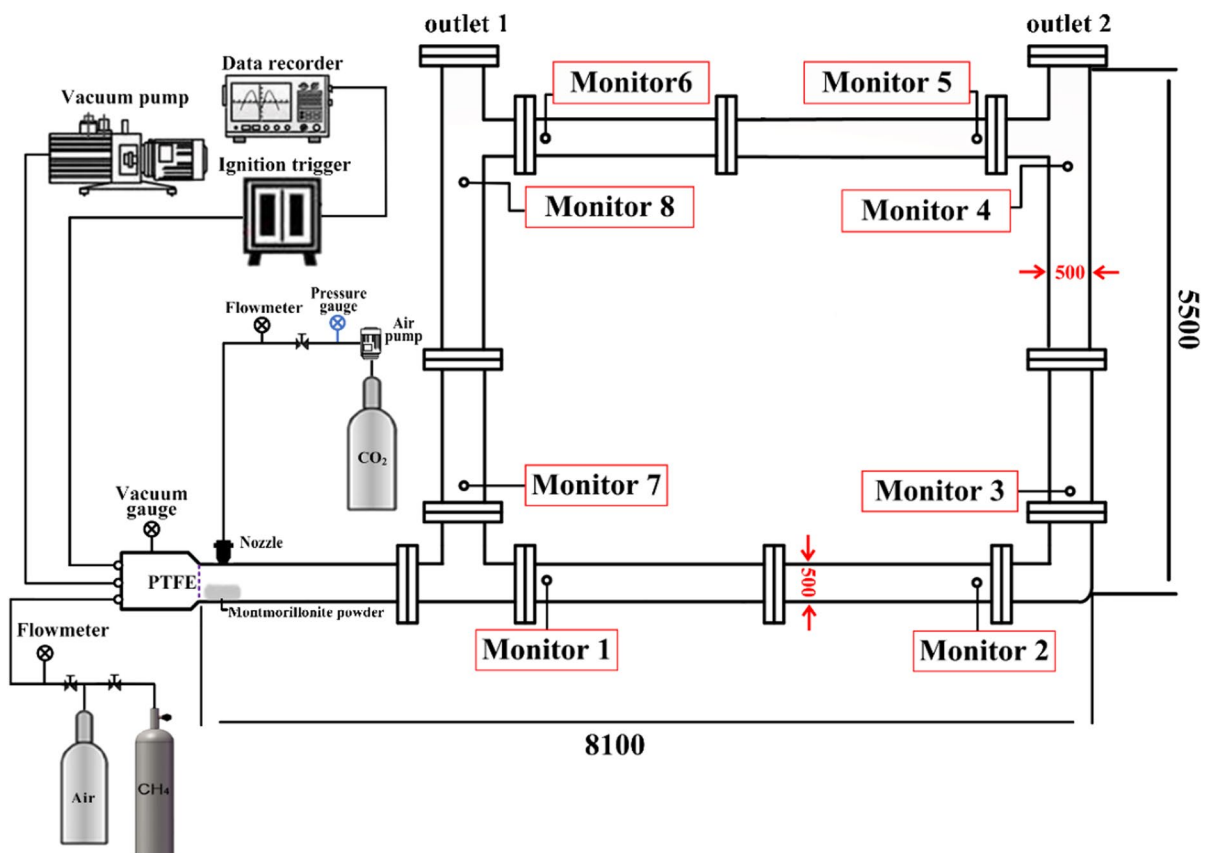 outlet 1
outlet 2
Data recorder
Monitor6
Monitor 5
Vacuum pump
Ignition trigger
Monitor 8
Monitor 4
500
Pressure
gauge
Flowmeter
Air
pump
5500
CO₂
Monitor 7
Monitor 3
Vacuum
gauge
Nozzle
PTFE
500
Montmorillonite powder
Flowmeter
Monitor 1
Monitor 2
8100
Air
CH₄